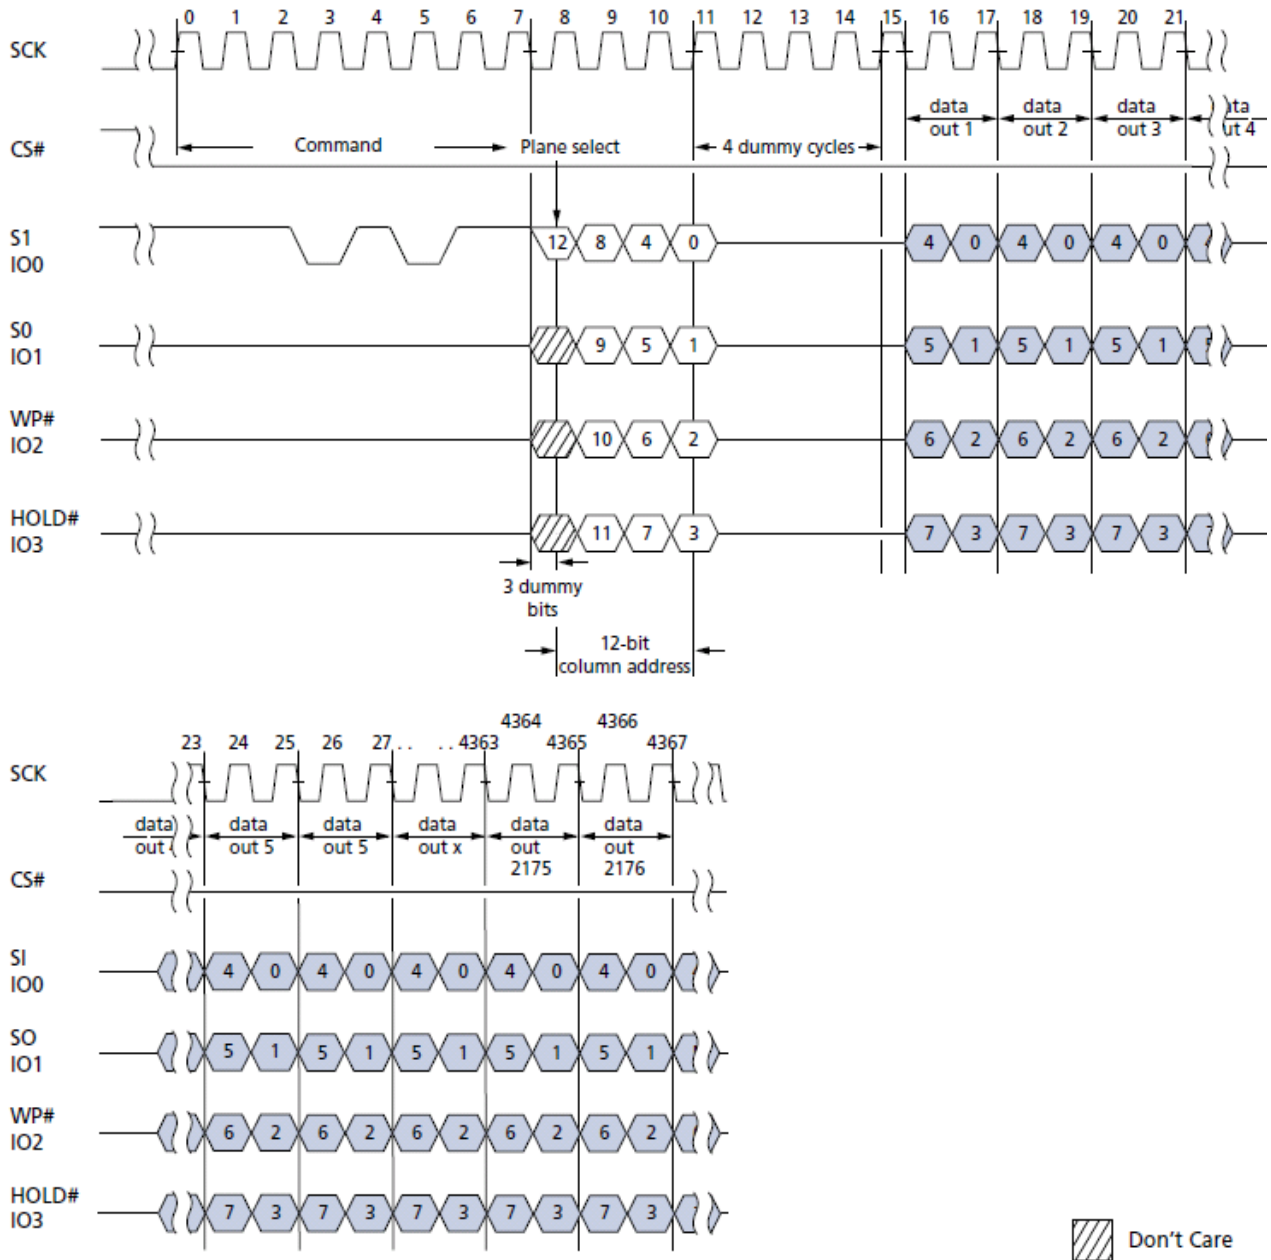 0 1 2 3 4 5 6 7 8 9 10 11 12 13 14 15 16 17 18 19 20 21
SCK
data out 1
data out 2
data out 3
ata ut 4
CS#
Command
Plane select
4 dummy cycles
S1
IO0
12 8 4 0 4 0 4 0 4 0
S0
IO1
9 5 1 5 1 5 1 5 1
WP#
IO2
10 6 2 6 2 6 2 6 2
HOLD#
IO3
11 7 3 7 3 7 3 7 3
3 dummy
bits
12-bit
column address
4364 4366
23 24 25 26 27 . . . . 4363 4365 4367
SCK
data out
data out 5
data out 5
data out x
data out 2175
data out 2176
CS#
SI
IO0
4 0 4 0 4 0 4 0 4 0
SO
IO1
5 1 5 1 5 1 5 1 5 1
WP#
IO2
6 2 6 2 6 2 6 2 6 2
HOLD#
IO3
7 3 7 3 7 3 7 3 7 3
Don't Care